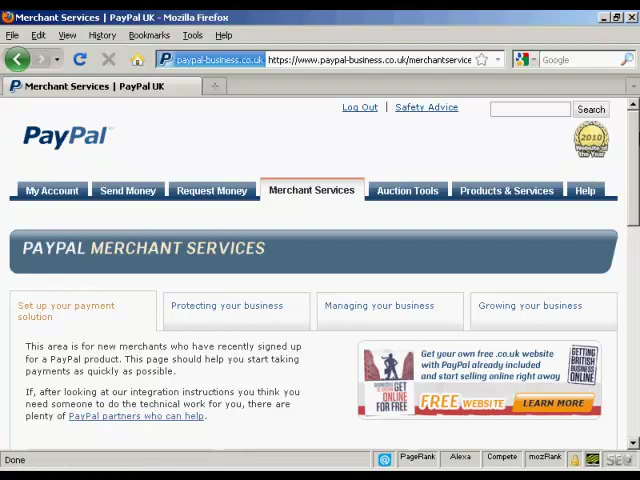 Merchant Services | PayPal UK - Mozilla Firefox
File Edit View History Bookmarks Tools Help
paypal-business.co.uk https://www.paypal-business.co.uk/merchantservice
Google
Merchant Services | PayPal UK
Log Out | Safety Advice
Search
PayPal
2010
Website of
the Year
My Account Send Money Request Money Merchant Services Auction Tools Products & Services Help
PAYPAL MERCHANT SERVICES
Set up your payment
solution
Protecting your business
Managing your business
Growing your business
This area is for new merchants who have recently signed up
for a PayPal product. This page should help you start taking
payments as quickly as possible.
If, after looking at our integration instructions you think you
need someone to do the technical work for you, there are
plenty of PayPal partners who can help.
Get your own free .co.uk website
with PayPal already included
and start selling online right away
GETTING
BRITISH
BUSINESS
ONLINE
GET
ONLINE
FOR FREE
FREE WEBSITE
LEARN MORE
Done
PageRank
Alexa
Compete
mozRank
SEO